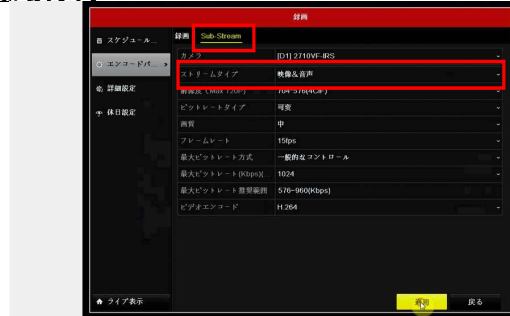 録画
スケジュール...
エンコードパ...
詳細設定
休日設定
録画 Sub-Stream
カメラ [D1] 2710VF-IRS
ストリームタイプ 映像&音声
解像度 (Max 720P) 704*576(4CIF)
ビットレートタイプ 可変
画質 中
フレームレート 15fps
最大ビットレート方式 一般的なコントロール
最大ビットレート(Kbps)(...
1024
最大ビットレート推奨範囲 576~960(Kbps)
ビデオエンコード H.264
ライブ表示
適用 戻る